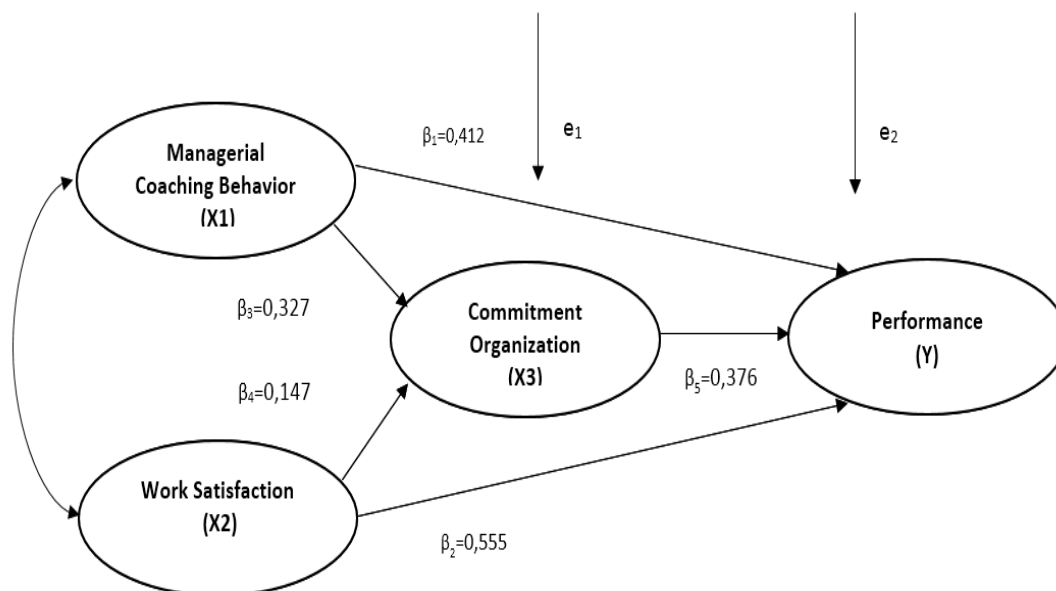 e₁
e₂
β₁=0,412
Managerial
Coaching Behavior
(X1)
β₃=0,327
Commitment
Organization
(X3)
Performance
(Y)
β₅=0,376
β₄=0,147
Work Satisfaction
(X2)
β₂=0,555